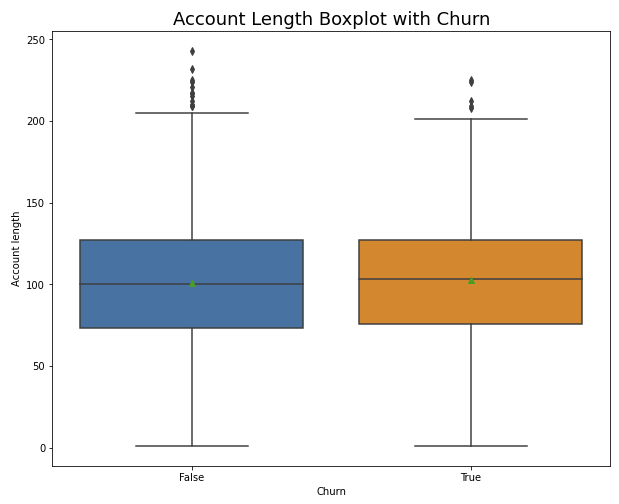 Account Length Boxplot with Churn
250
200
150
100
50
0
Account length
False
True
Churn